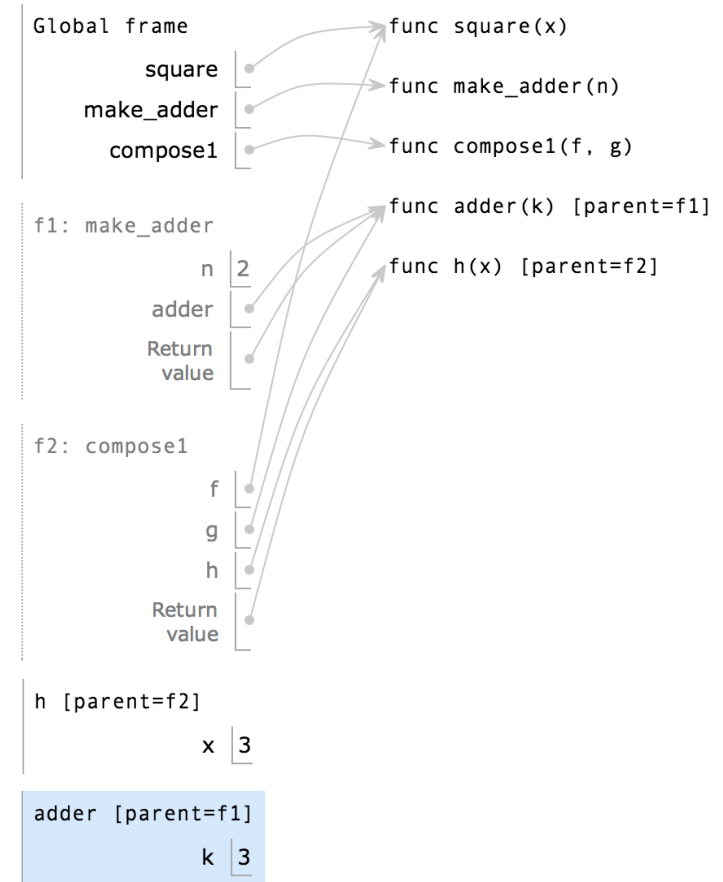 Global frame
func square(x)
square
func make_adder(n)
make_adder
func compose1(f, g)
compose1
func adder(k) [parent=f1]
f1: make_adder
func h(x) [parent=f2]
n 2
adder
Return
value
f2: compose1
f
g
h
Return
value
h [parent=f2]
x 3
adder [parent=f1]
k 3